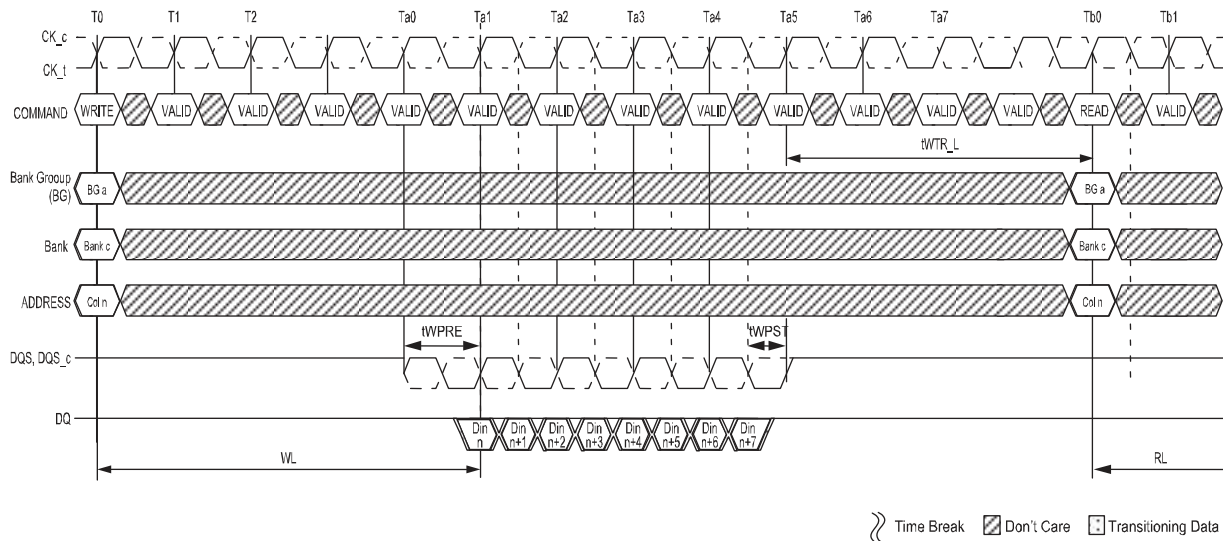 T0 T1 T2 Ta0 Ta1 Ta2 Ta3 Ta4 Ta5 Ta6 Ta7 Tb0 Tb1
CK_c
CK_t
COMMAND WRITE VALID VALID VALID VALID VALID VALID VALID VALID VALID VALID VALID VALID READ VALID
tWTR_L
Bank Grooup
(BG)
BG a BG a
Bank Bank c Bank c
ADDRESS Col n Col n
tWPRE tWPST
DQS, DQS_c
DQ
Din Din Din Din Din Din Din Din
n n+1 n+2 n+3 n+4 n+5 n+6 n+7
WL RL
Time Break Don't Care Transitioning Data